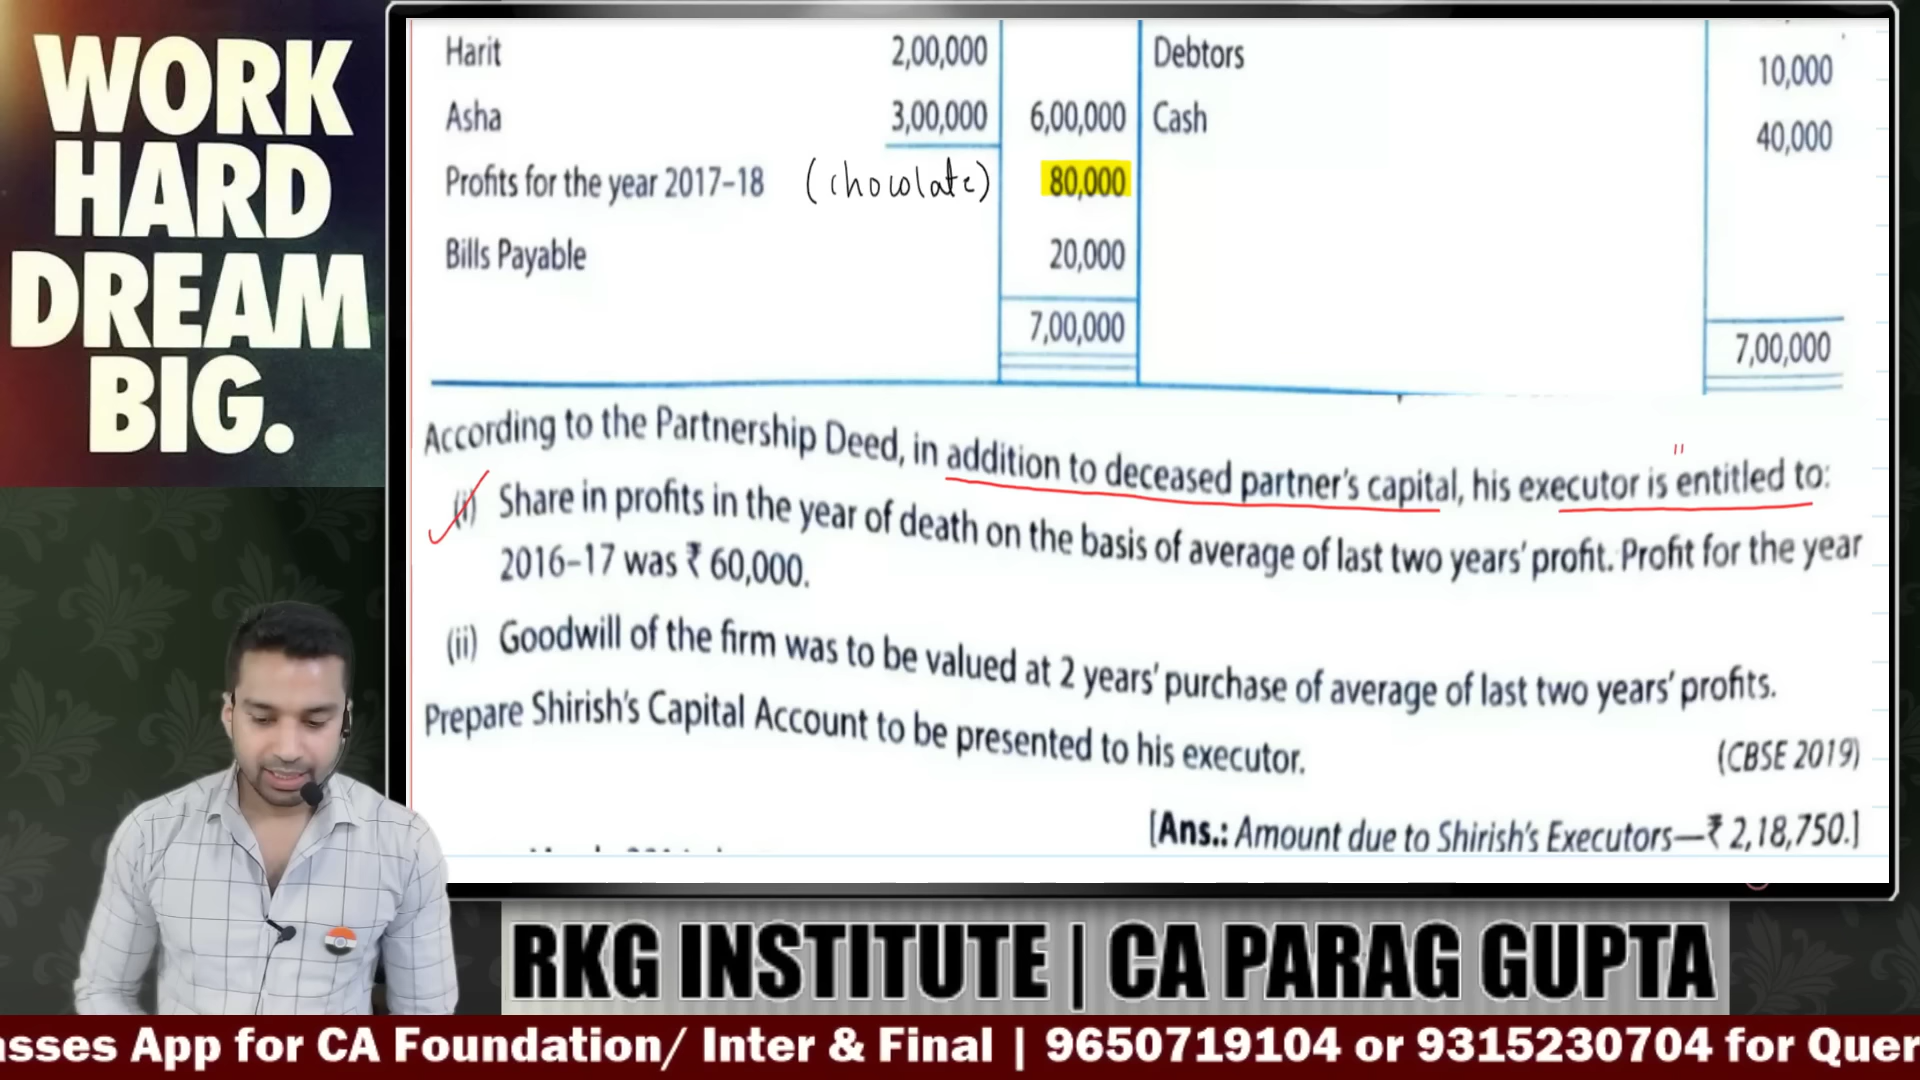 WORK
HARD
DREAM
BIG.
Harit 2,00,000 Debtors 10,000
Asha 3,00,000 6,00,000 Cash 40,000
Profits for the year 2017–18 (chocolate) 80,000
Bills Payable 20,000
7,00,000 7,00,000
According to the Partnership Deed, in addition to deceased partner's capital, his executor is "entitled to:
(i) Share in profits in the year of death on the basis of average of last two years' profit. Profit for the year
2016–17 was ₹ 60,000.
(ii) Goodwill of the firm was to be valued at 2 years' purchase of average of last two years' profits.
Prepare Shirish's Capital Account to be presented to his executor.
(CBSE 2019)
[Ans.: Amount due to Shirish's Executors—₹ 2,18,750.]
RKG INSTITUTE | CA PARAG GUPTA
asses App for CA Foundation/ Inter & Final | 9650719104 or 9315230704 for Quer